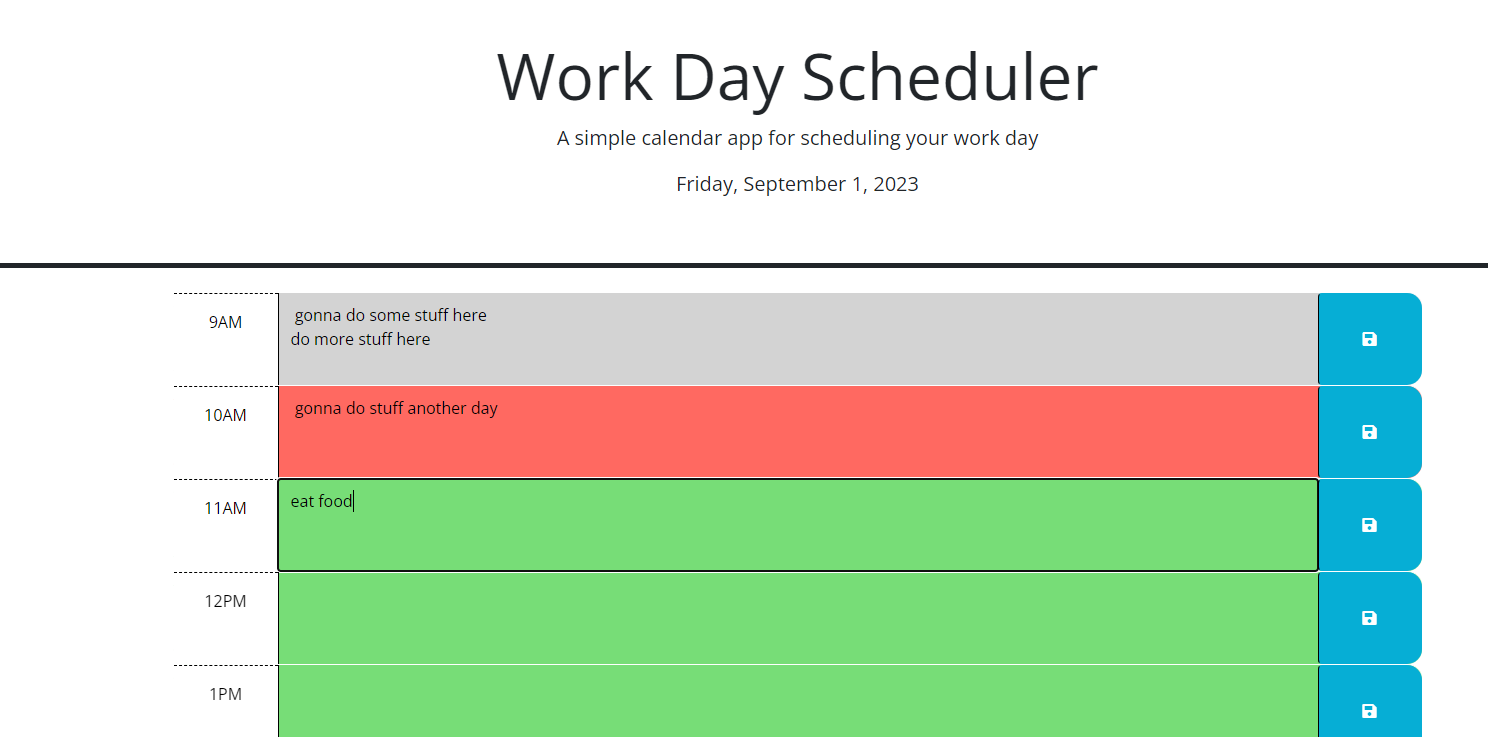 Work Day Scheduler
A simple calendar app for scheduling your work day
Friday, September 1, 2023
9AM
gonna do some stuff here
do more stuff here
10AM
gonna do stuff another day
11AM
eat food
12PM
1PM